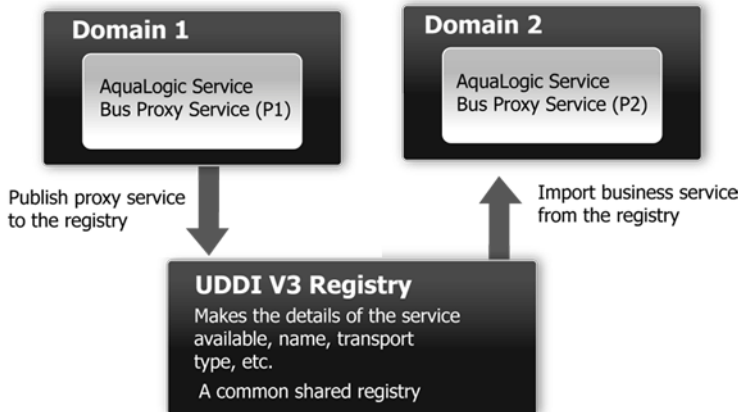 Domain 1
AquaLogic Service
Bus Proxy Service (P1)
Domain 2
AquaLogic Service
Bus Proxy Service (P2)
Publish proxy service
to the registry
Import business service
from the registry
UDDI V3 Registry
Makes the details of the service
available, name, transport
type, etc.
A common shared registry